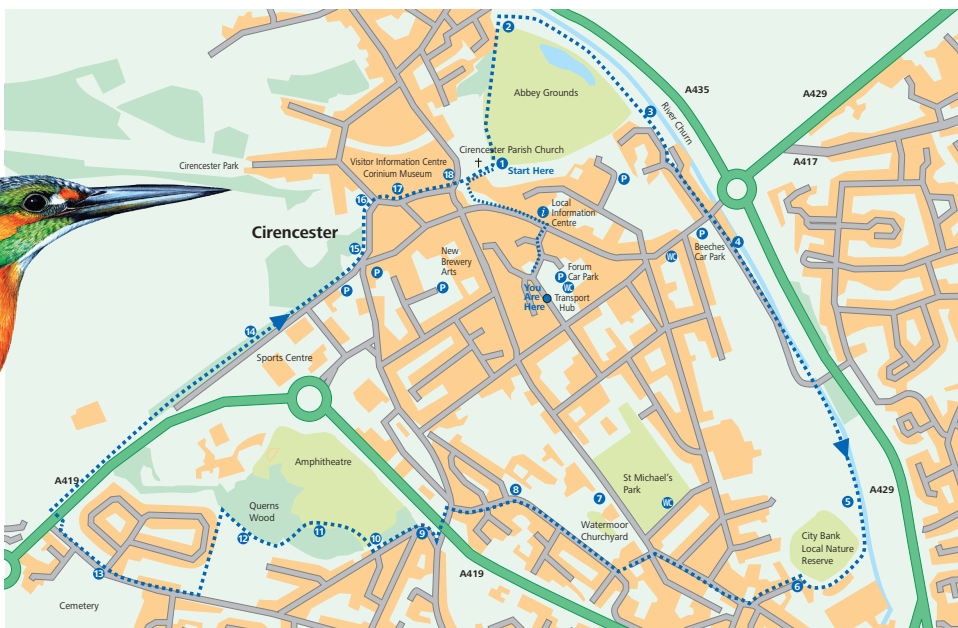 2
Abbey Grounds
A435
A429
3
River Churn
Cirencester Park
Cirencester Parish Church
1
Start Here
Visitor Information Centre
Corinium Museum
18
17
16
P
A417
i
Local
Information
Centre
Cirencester
15
P
Beeches
Car Park
4
WC
New
Brewery
Arts
P
P
P
Forum
Car Park
P
WC
You
Are
Here
Transport
Hub
14
Sports Centre
Amphitheatre
A419
St Michael's
Park
WC
A429
5
8
7
Querns
Wood
11
12
10
9
Watermoor
Churchyard
City Bank
Local Nature
Reserve
13
A419
6
Cemetery